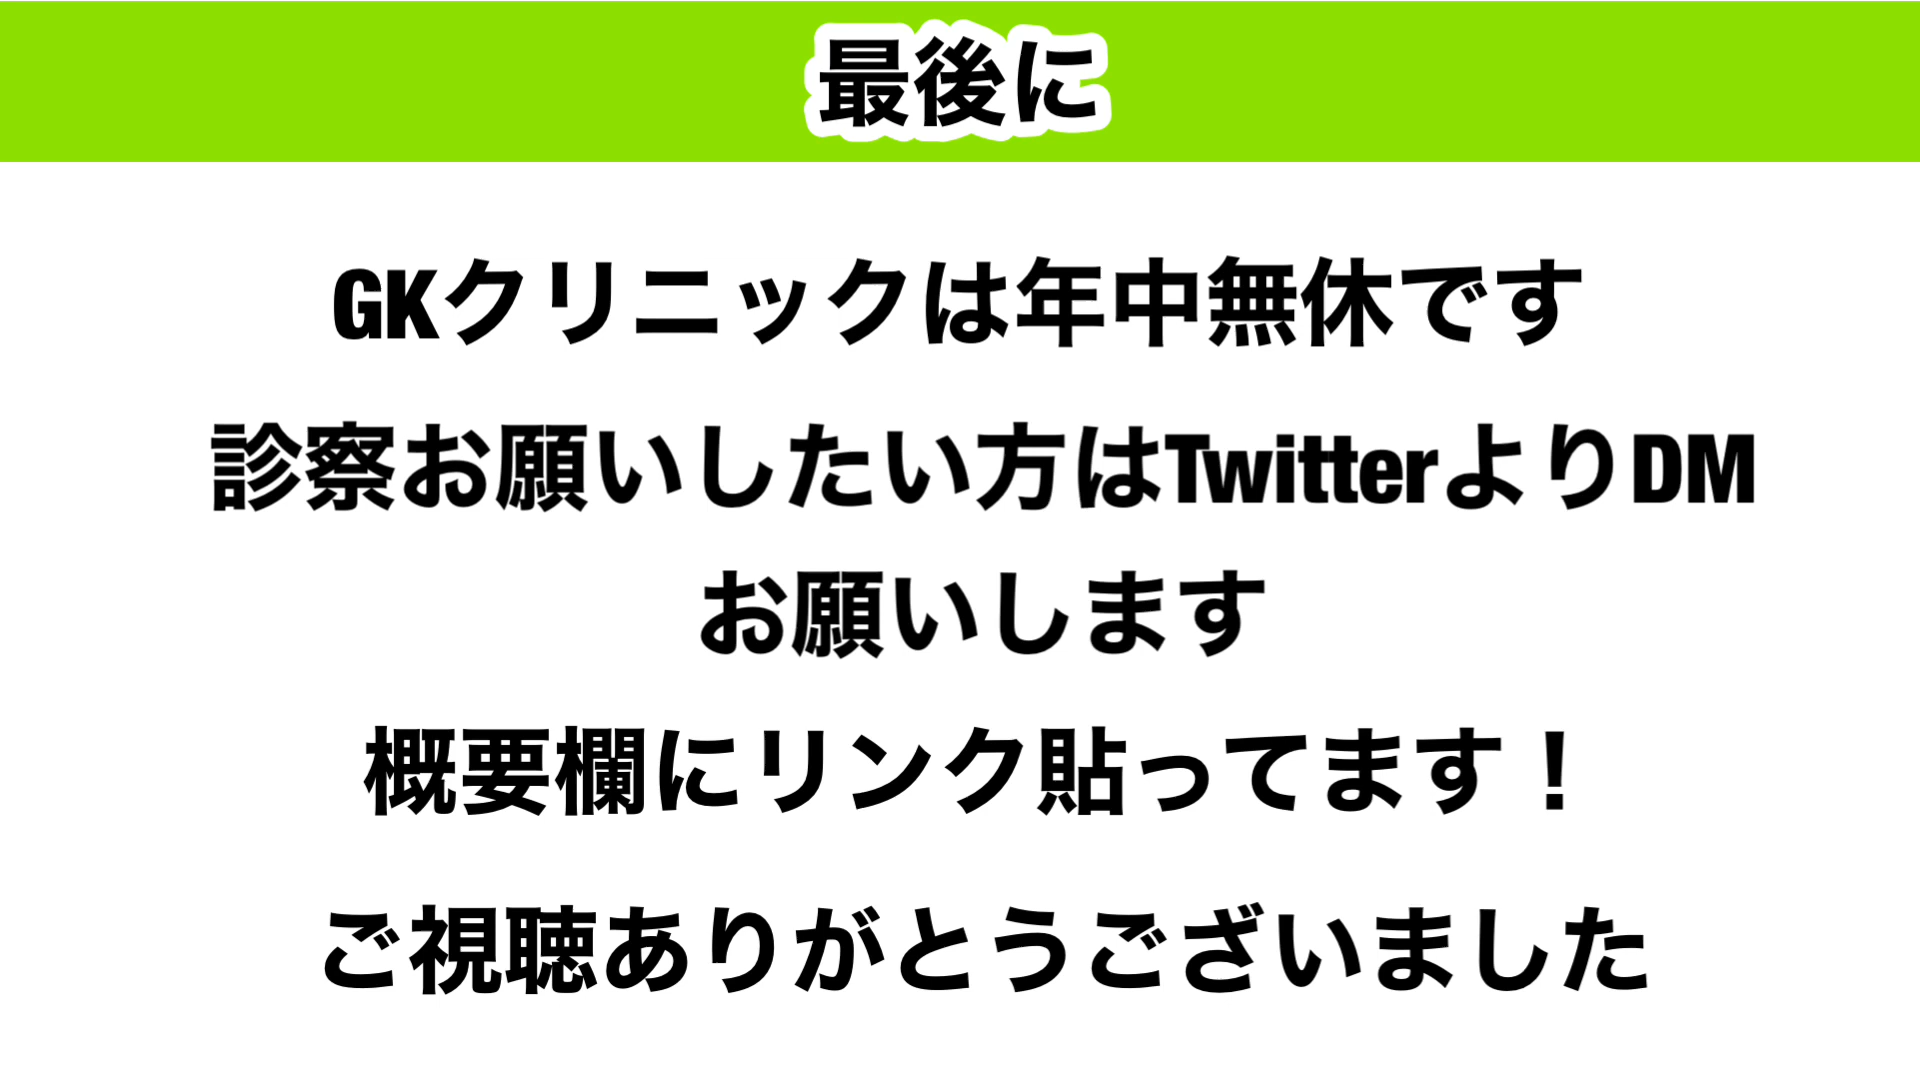 最後に
GKクリニックは年中無休です
診察お願いしたい方はTwitterよりDM
お願いします
概要欄にリンク貼ってます！
ご視聴ありがとうございました